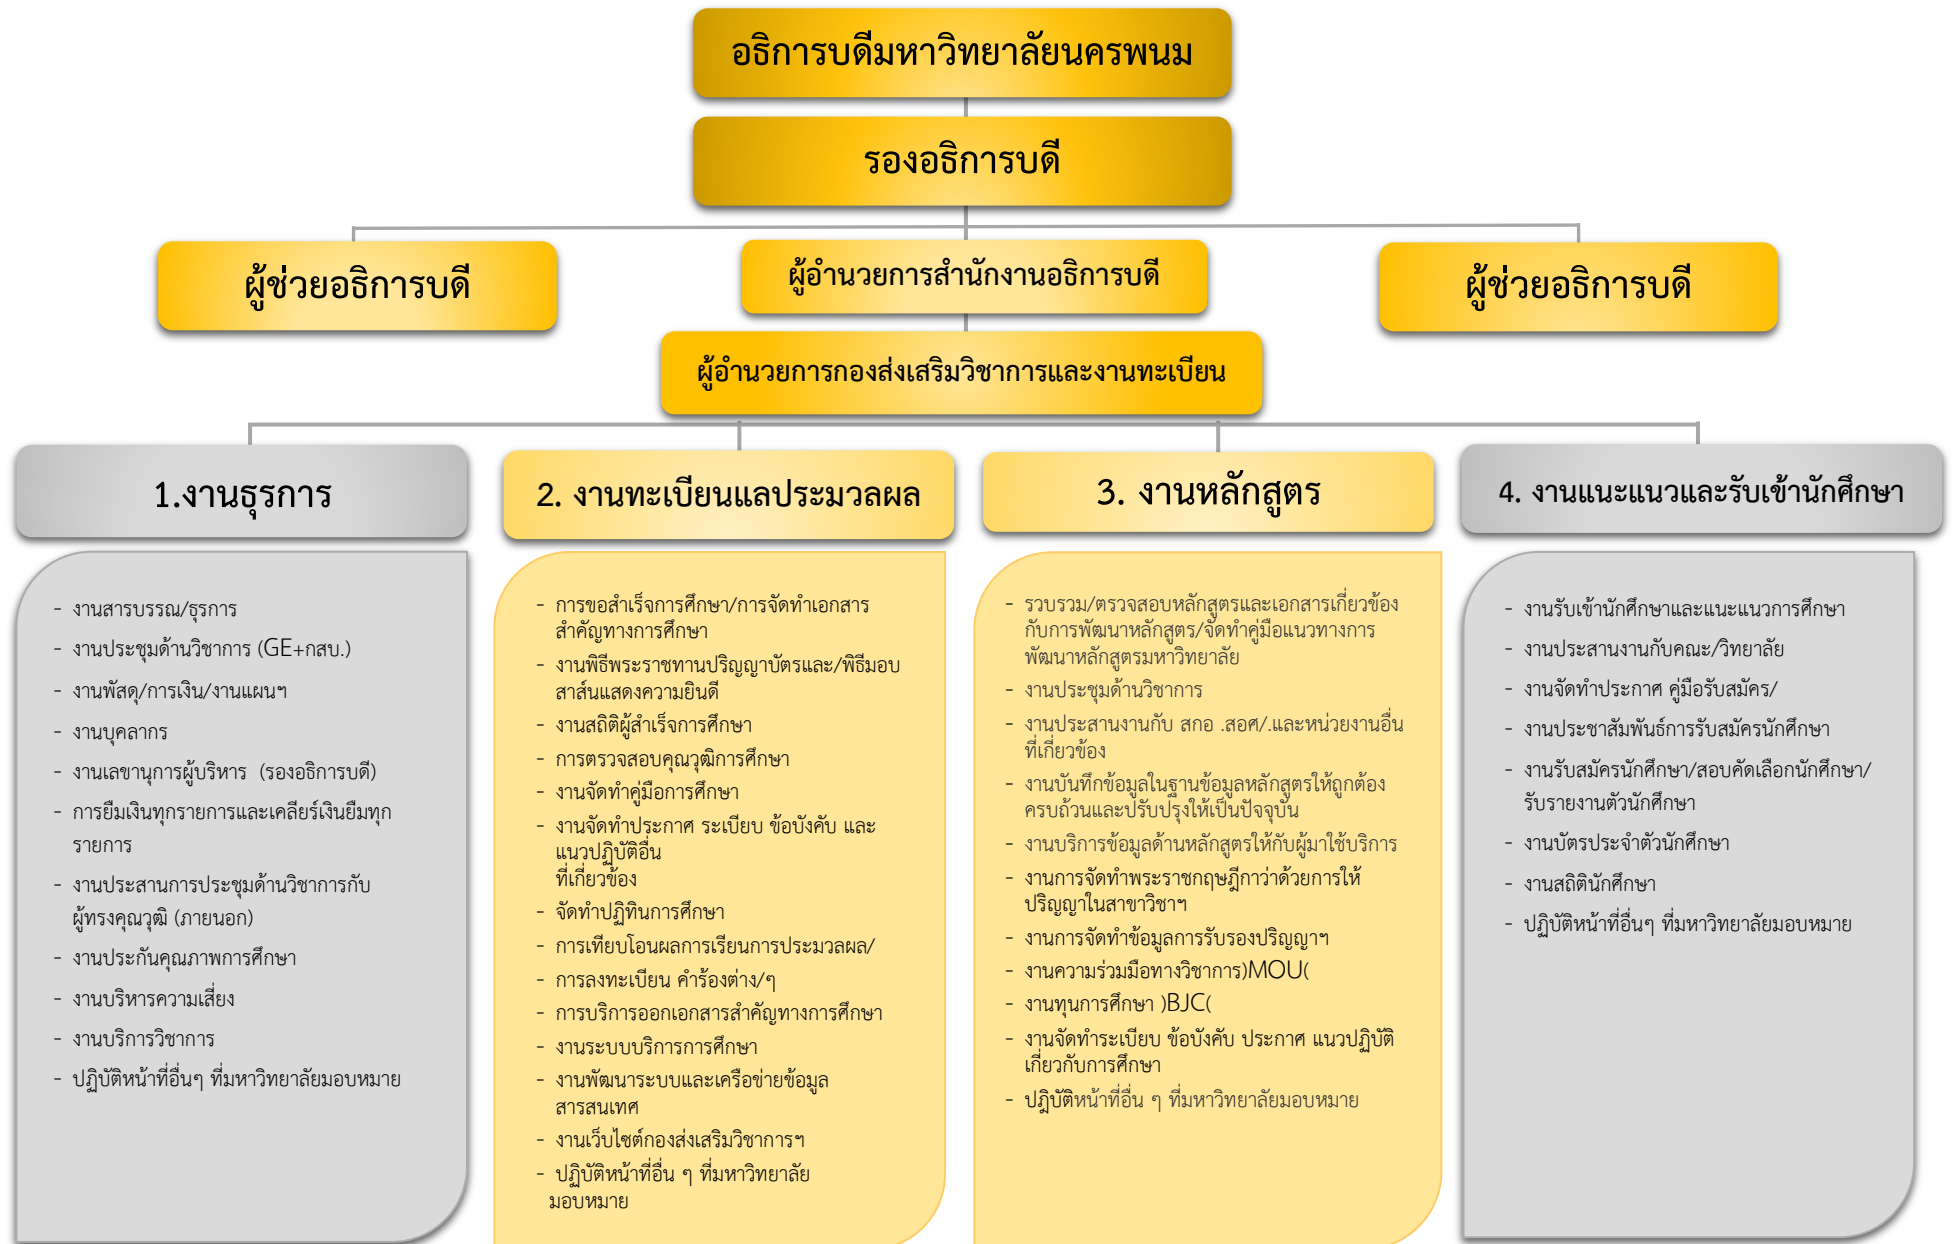 อธิการบดีมหาวิทยาลัยนครพนม
รองอธิการบดี
ผู้ช่วยอธิการบดี
ผู้อำนวยการสำนักงานอธิการบดี
ผู้ช่วยอธิการบดี
ผู้อำนวยการกองส่งเสริมวิชาการและงานทะเบียน
1.งานธุรการ
- งานสารบรรณ/ธุรการ
- งานประชุมด้านวิชาการ (GE+กสบ.)
- งานพัสดุ/การเงิน/งานแผนฯ
- งานบุคลากร
- งานเลขานุการผู้บริหาร (รองอธิการบดี)
- การยืมเงินทุกรายการและเคลียร์เงินยืมทุก
รายการ
- งานประสานการประชุมด้านวิชาการกับ
ผู้ทรงคุณวุฒิ (ภายนอก)
- งานประกันคุณภาพการศึกษา
- งานบริหารความเสี่ยง
- งานบริการวิชาการ
- ปฏิบัติหน้าที่อื่นๆ ที่มหาวิทยาลัยมอบหมาย
2. งานทะเบียนแลประมวลผล
- การขอสำเร็จการศึกษา/การจัดทำเอกสาร
สำคัญทางการศึกษา
- งานพิธีพระราชทานปริญญาบัตรและ/พิธีมอบ
สาส์นแสดงความยินดี
- งานสถิติผู้สำเร็จการศึกษา
- การตรวจสอบคุณวุฒิการศึกษา
- งานจัดทำคู่มือการศึกษา
- งานจัดทำประกาศ ระเบียบ ข้อบังคับ และ
แนวปฏิบัติอื่น
ที่เกี่ยวข้อง
- จัดทำปฏิทินการศึกษา
- การเทียบโอนผลการเรียนการประมวลผล/
- การลงทะเบียน คำร้องต่าง/ๆ
- การบริการออกเอกสารสำคัญทางการศึกษา
- งานระบบบริการการศึกษา
- งานพัฒนาระบบและเครือข่ายข้อมูล
สารสนเทศ
- งานเว็บไซต์กองส่งเสริมวิชาการฯ
- ปฏิบัติหน้าที่อื่น ๆ ที่มหาวิทยาลัย
มอบหมาย
3. งานหลักสูตร
- รวบรวม/ตรวจสอบหลักสูตรและเอกสารเกี่ยวข้อง
กับการพัฒนาหลักสูตร/จัดทำคู่มือแนวทางการ
พัฒนาหลักสูตรมหาวิทยาลัย
- งานประชุมด้านวิชาการ
- งานประสานงานกับ สกอ .สอศ/.และหน่วยงานอื่น
ที่เกี่ยวข้อง
- งานบันทึกข้อมูลในฐานข้อมูลหลักสูตรให้ถูกต้อง
ครบถ้วนและปรับปรุงให้เป็นปัจจุบัน
- งานบริการข้อมูลด้านหลักสูตรให้กับผู้มาใช้บริการ
- งานการจัดทำพระราชกฤษฎีกาว่าด้วยการให้
ปริญญาในสาขาวิชาฯ
- งานการจัดทำข้อมูลการรับรองปริญญาฯ
- งานความร่วมมือทางวิชาการ)MOU(
- งานทุนการศึกษา )BJC(
- งานจัดทำระเบียบ ข้อบังคับ ประกาศ แนวปฏิบัติ
เกี่ยวกับการศึกษา
- ปฎิบัติหน้าที่อื่น ๆ ที่มหาวิทยาลัยมอบหมาย
4. งานแนะแนวและรับเข้านักศึกษา
- งานรับเข้านักศึกษาและแนะแนวการศึกษา
- งานประสานงานกับคณะ/วิทยาลัย
- งานจัดทำประกาศ คู่มือรับสมัคร/
- งานประชาสัมพันธ์การรับสมัครนักศึกษา
- งานรับสมัครนักศึกษา/สอบคัดเลือกนักศึกษา/
รับรายงานตัวนักศึกษา
- งานบัตรประจำตัวนักศึกษา
- งานสถิตินักศึกษา
- ปฏิบัติหน้าที่อื่นๆ ที่มหาวิทยาลัยมอบหมาย